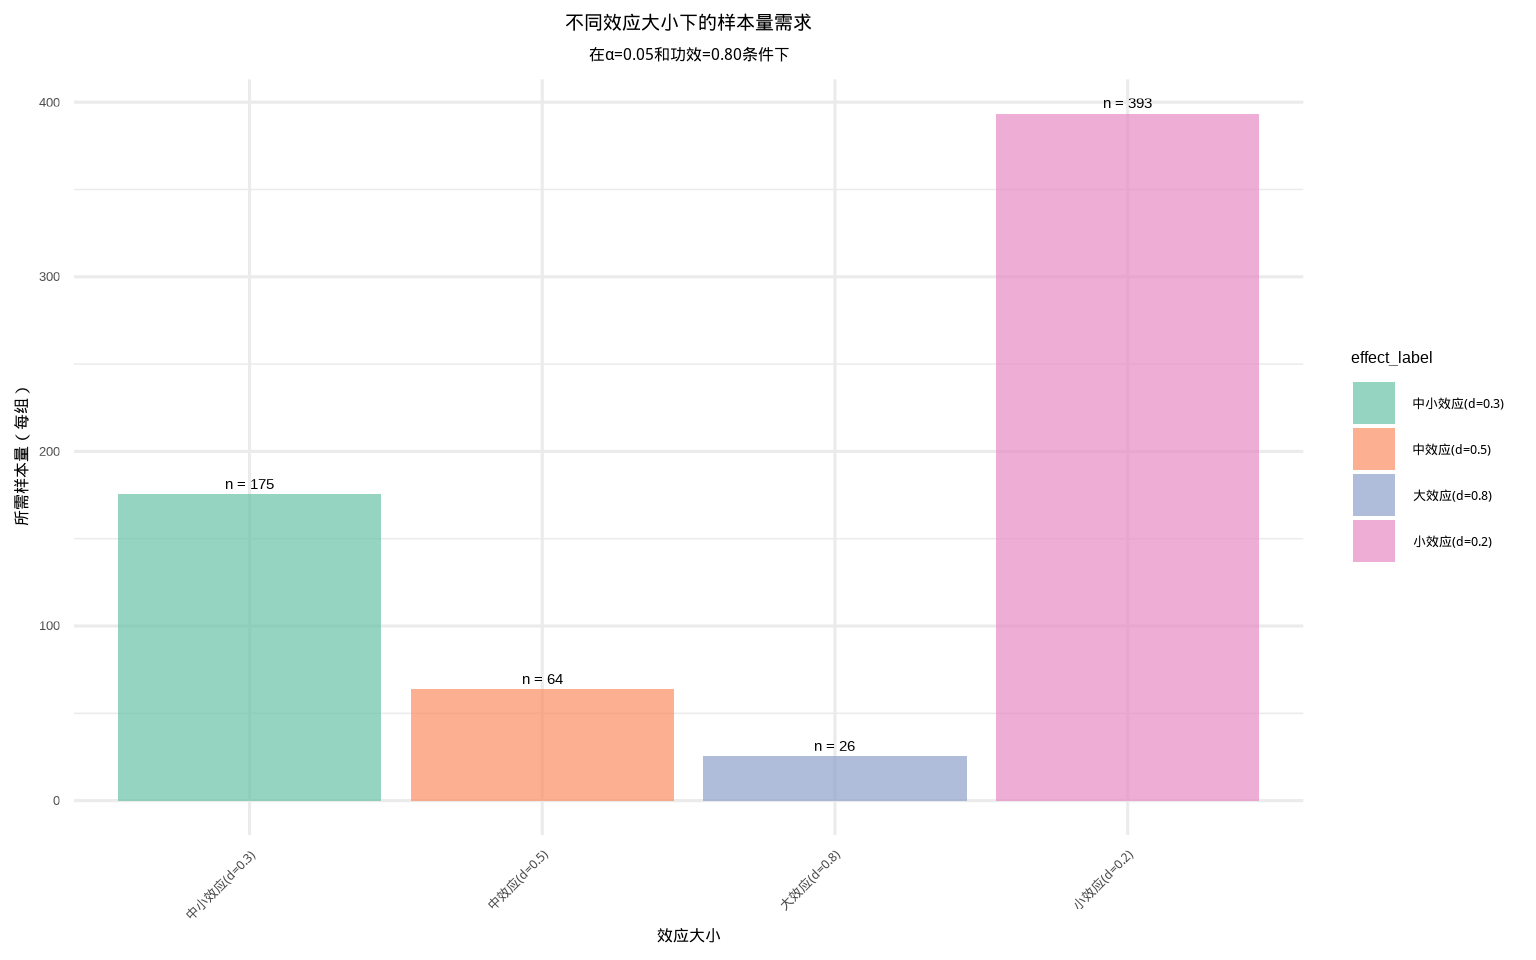 不同效应大小下的样本量需求
在α=0.05和功效=0.80条件下
所需样本量（每组）
400
300
200
100
0
n = 175
n = 64
n = 26
n = 393
中小效应(d=0.3)
中效应(d=0.5)
大效应(d=0.8)
小效应(d=0.2)
效应大小
effect_label
中小效应(d=0.3)
中效应(d=0.5)
大效应(d=0.8)
小效应(d=0.2)